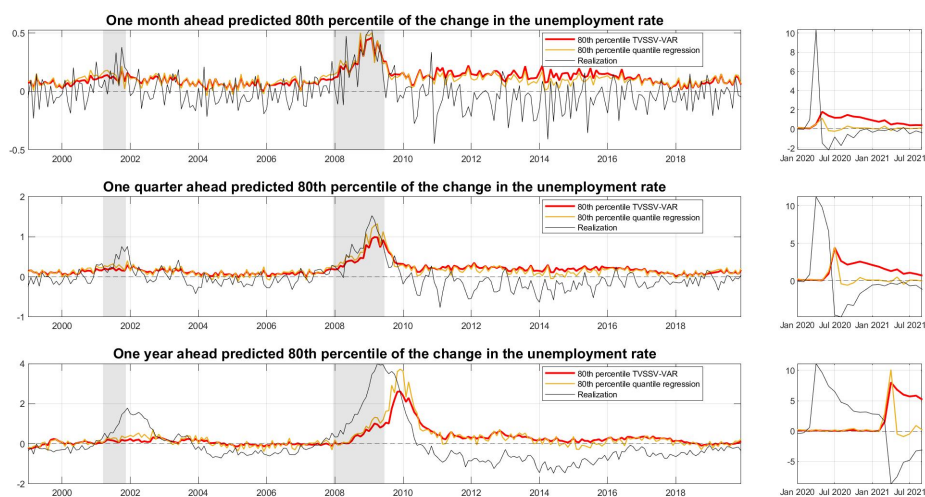 One month ahead predicted 80th percentile of the change in the unemployment rate
0.5
0
-0.5
2000 2002 2004 2006 2008 2010 2012 2014 2016 2018
80th percentile TVSSV-VAR
80th percentile quantile regression
Realization
10
8
6
4
2
0
-2
Jan 2020 Jul 2020 Jan 2021 Jul 2021
One quarter ahead predicted 80th percentile of the change in the unemployment rate
2
1
0
-1
2000 2002 2004 2006 2008 2010 2012 2014 2016 2018
80th percentile TVSSV-VAR
80th percentile quantile regression
Realization
10
5
0
Jan 2020 Jul 2020 Jan 2021 Jul 2021
One year ahead predicted 80th percentile of the change in the unemployment rate
4
2
0
-2
2000 2002 2004 2006 2008 2010 2012 2014 2016 2018
80th percentile TVSSV-VAR
80th percentile quantile regression
Realization
10
5
0
-5
Jan 2020 Jul 2020 Jan 2021 Jul 2021